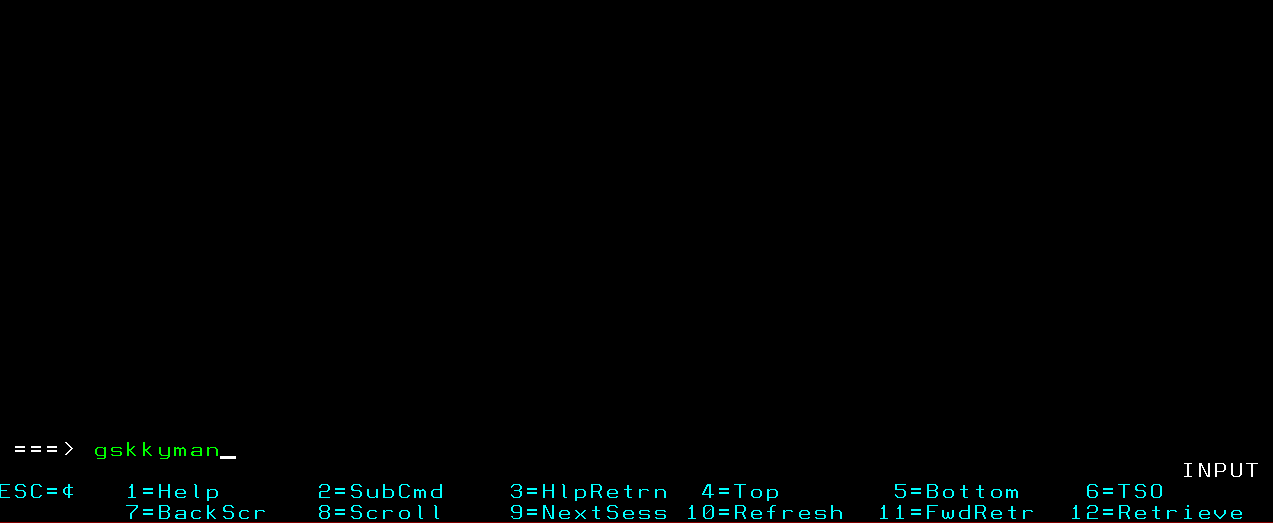 ===> gskkyman_
INPUT
ESC=¢ 1=Help 2=SubCmd 3=HlpRetrn 4=Top 5=Bottom 6=TSO
7=BackScr 8=Scroll 9=NextSess 10=Refresh 11=FwdRetr 12=Retrieve